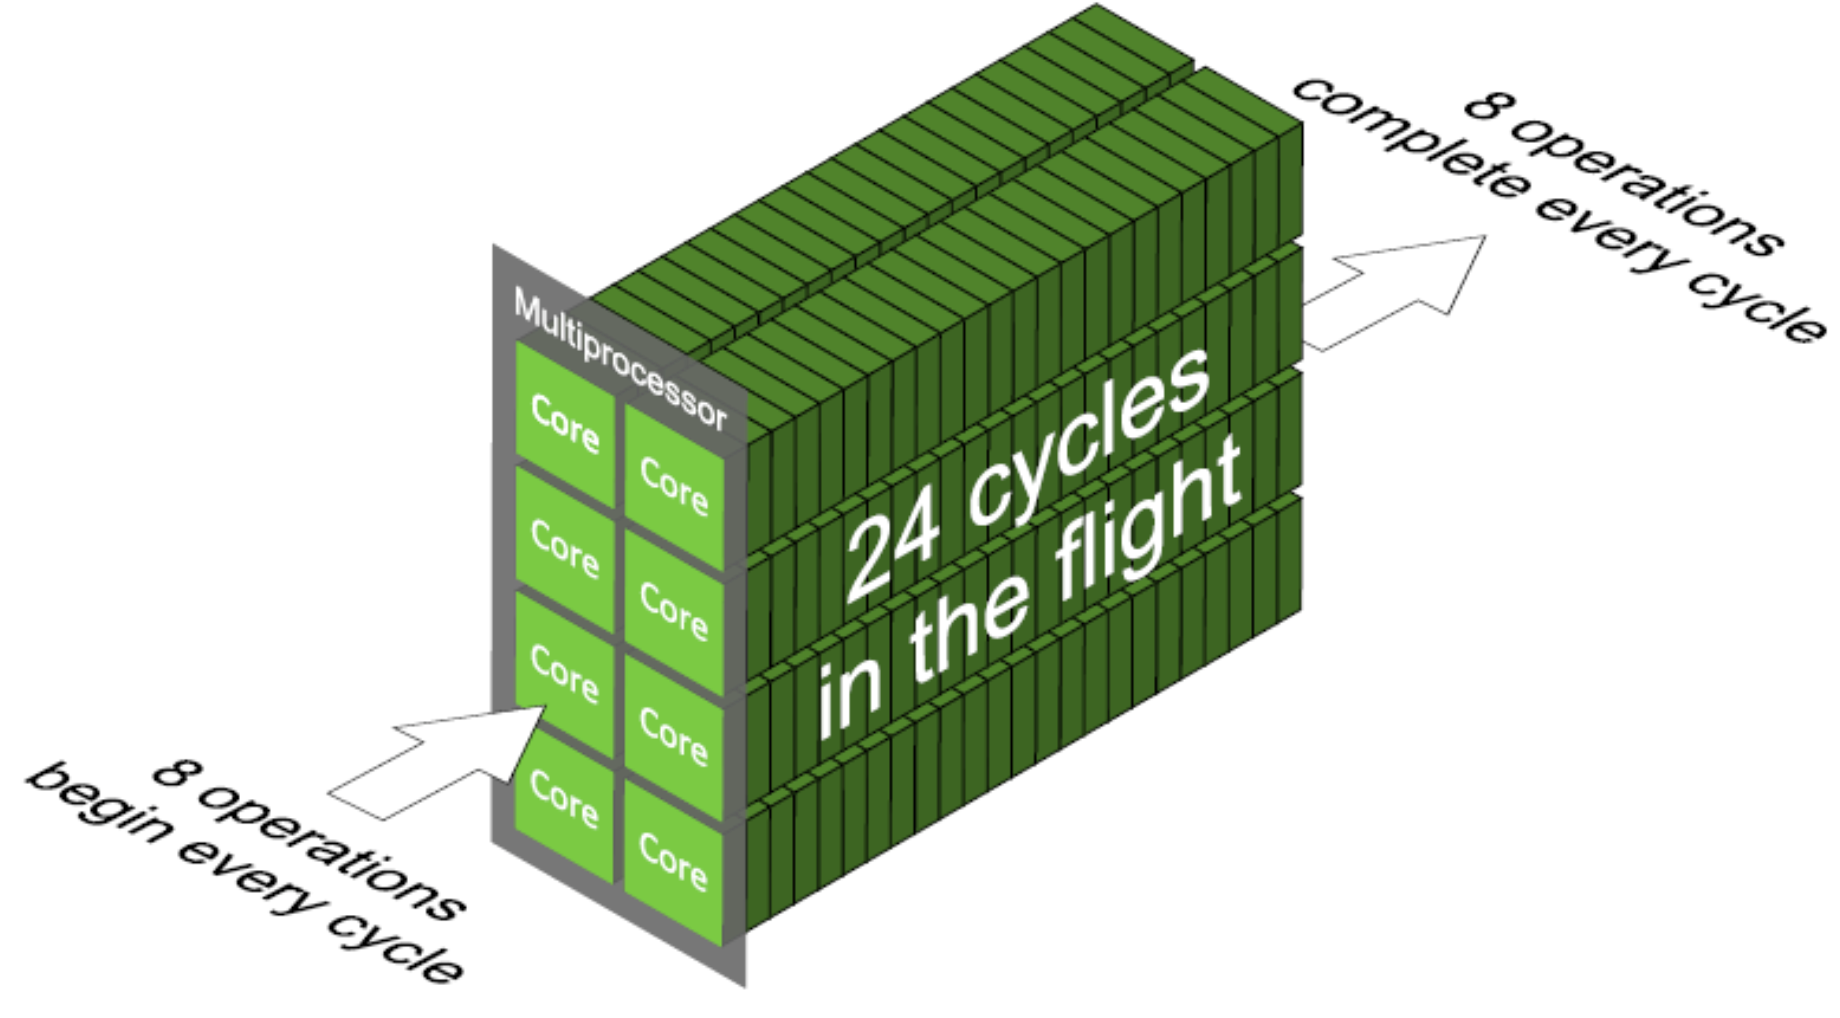 8 operations
complete every cycle
Multiprocessor
Core
Core
Core
Core
Core
Core
Core
Core
24 cycles
in the flight
8 operations
begin every cycle